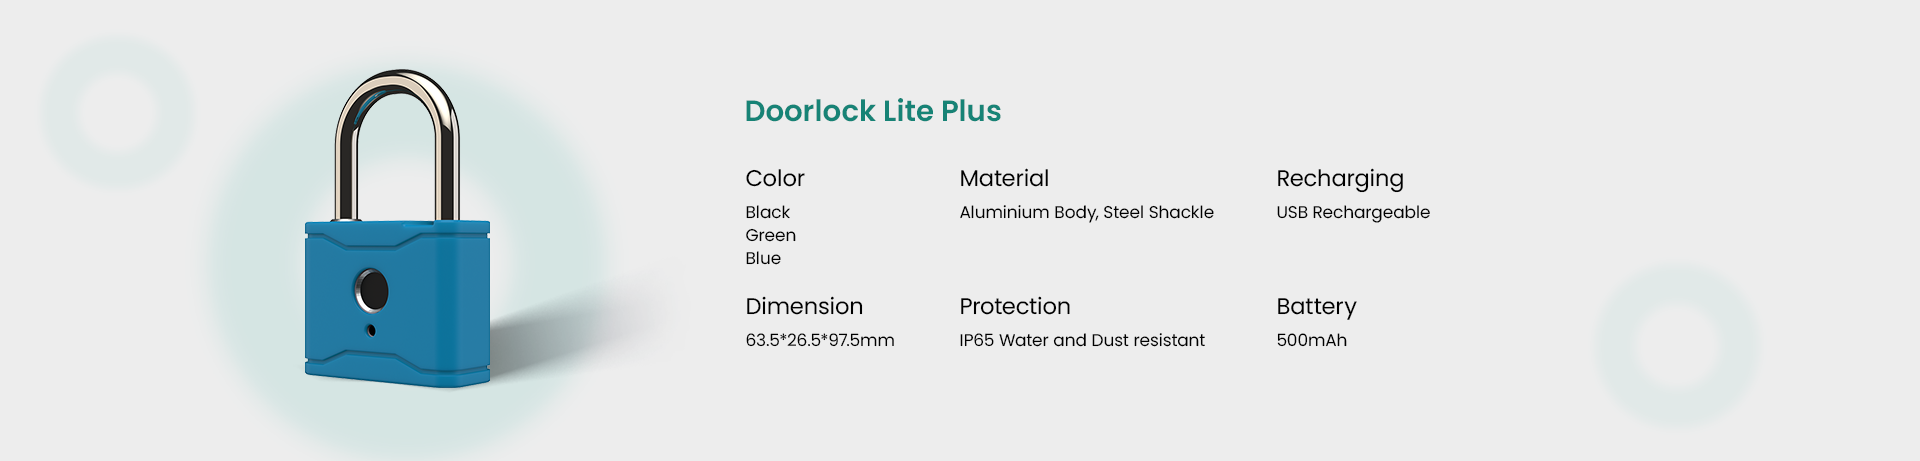 Doorlock Lite Plus
Color
Black
Green
Blue
Material
Aluminium Body, Steel Shackle
Recharging
USB Rechargeable
Dimension
63.5*26.5*97.5mm
Protection
IP65 Water and Dust resistant
Battery
500mAh